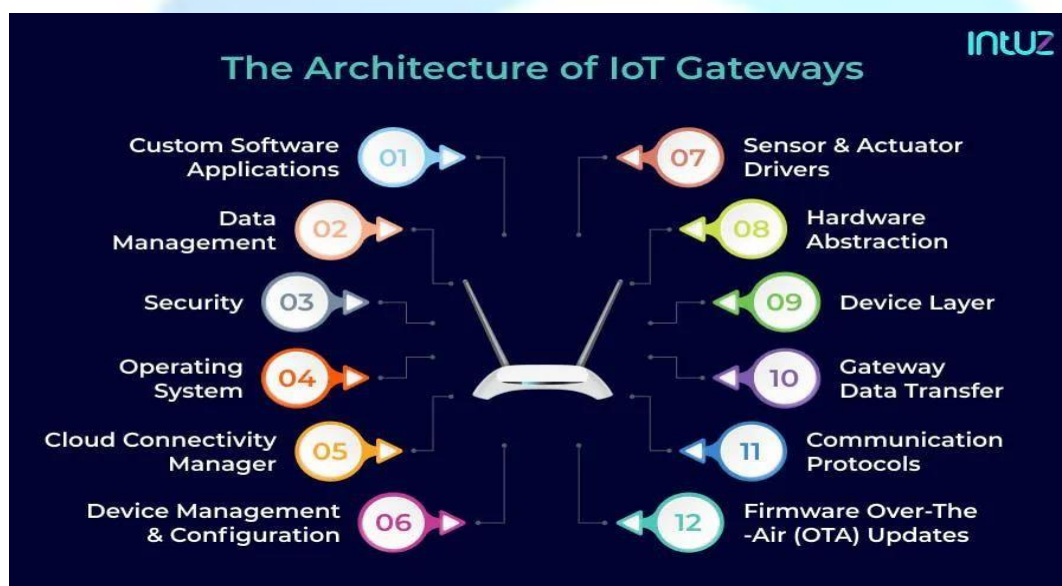 INTUZ
The Architecture of IoT Gateways
01
Custom Software
Applications
02
Data
Management
03
Security
04
Operating
System
05
Cloud Connectivity
Manager
06
Device Management
& Configuration
07
Sensor & Actuator
Drivers
08
Hardware
Abstraction
09
Device Layer
10
Gateway
Data Transfer
11
Communication
Protocols
12
Firmware Over-The
-Air (OTA) Updates